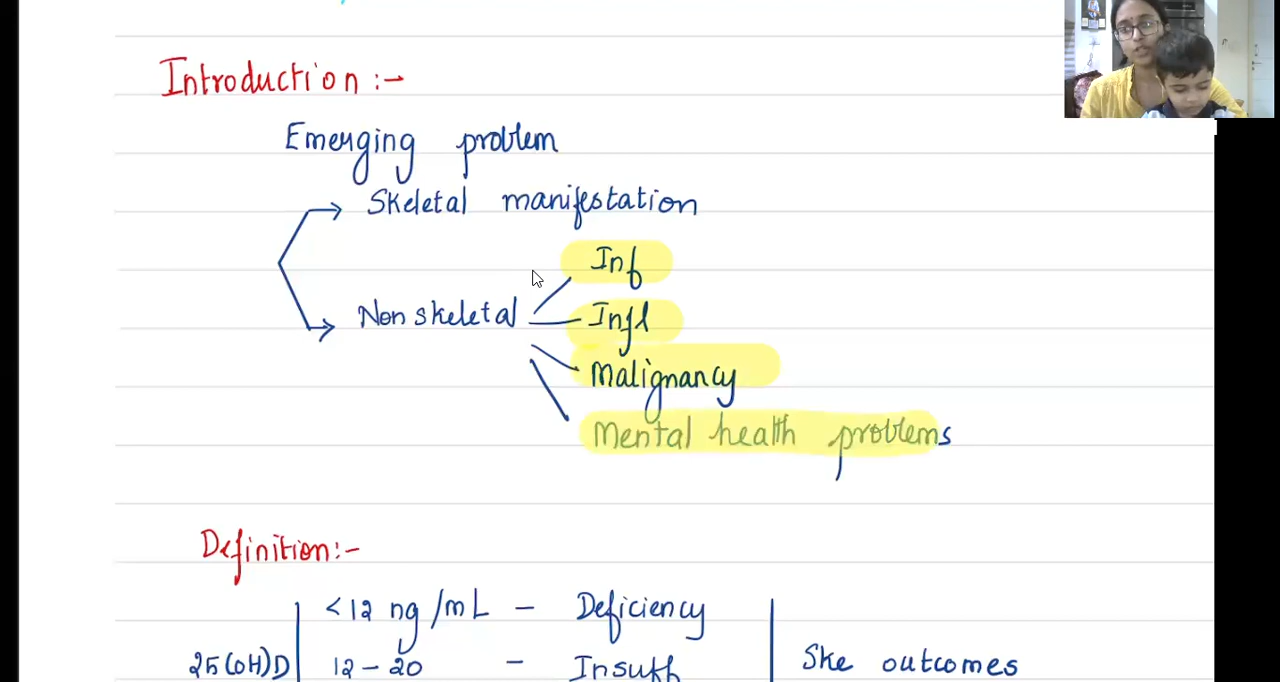 Introduction :-
Emerging problem
Skeletal manifestation
Inf
Non skeletal
Infl
Malignancy
Mental health problems
Definition:-
<12 ng/mL - Deficiency
25(OH)D 12-20 - Insuff Ske outcomes